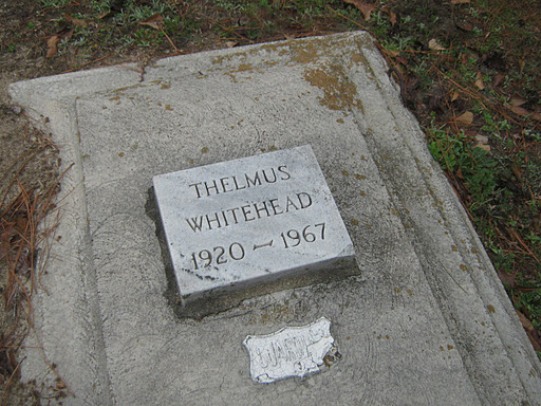 THELMUS
WHITEHEAD
1920 – 1967